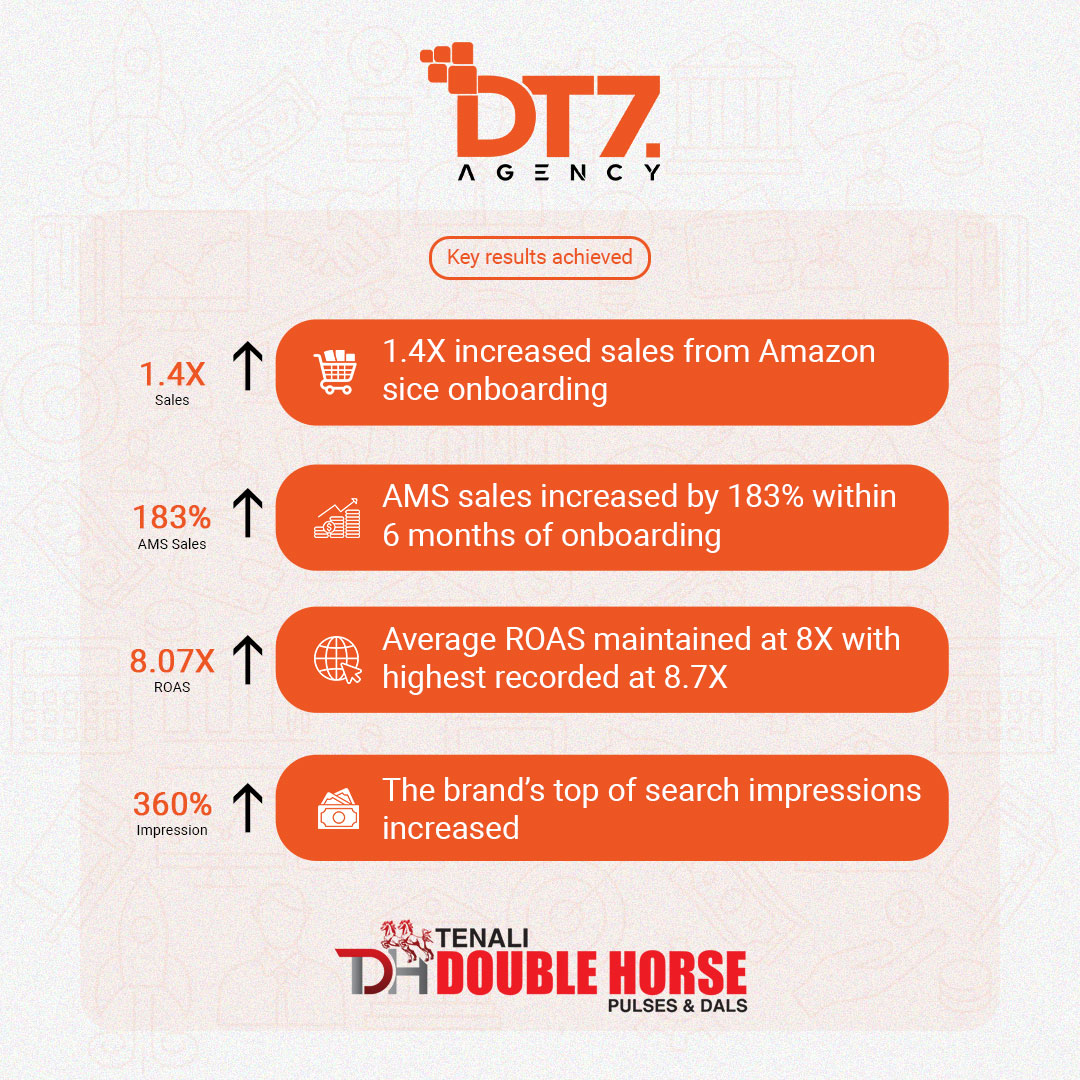 DT7.
AGENCY
Key results achieved
1.4X
Sales
1.4X increased sales from Amazon
sice onboarding
183%
AMS Sales
AMS sales increased by 183% within
6 months of onboarding
8.07X
ROAS
Average ROAS maintained at 8X with
highest recorded at 8.7X
360%
Impression
The brand’s top of search impressions
increased
TDH
TENALI
DOUBLE HORSE
PULSES & DALS